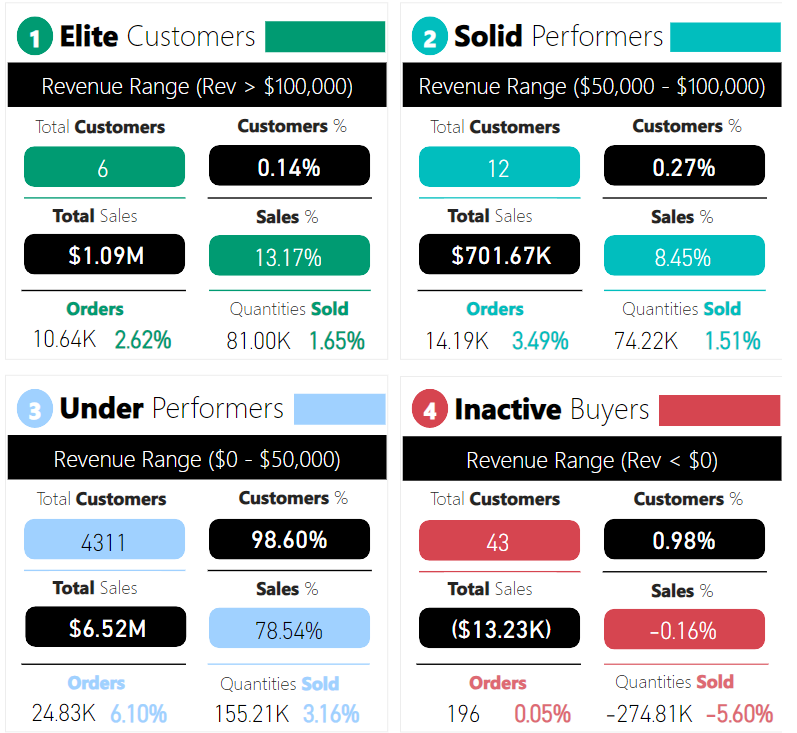 1 Elite Customers
Revenue Range (Rev > $100,000)
Total Customers
Customers %
6
0.14%
Total Sales
Sales %
$1.09M
13.17%
Orders
Quantities Sold
10.64K 2.62%
81.00K 1.65%
2 Solid Performers
Revenue Range ($50,000 - $100,000)
Total Customers
Customers %
12
0.27%
Total Sales
Sales %
$701.67K
8.45%
Orders
Quantities Sold
14.19K 3.49%
74.22K 1.51%
3 Under Performers
Revenue Range ($0 - $50,000)
Total Customers
Customers %
4311
98.60%
Total Sales
Sales %
$6.52M
78.54%
Orders
Quantities Sold
24.83K 6.10%
155.21K 3.16%
4 Inactive Buyers
Revenue Range (Rev < $0)
Total Customers
Customers %
43
0.98%
Total Sales
Sales %
($13.23K)
-0.16%
Orders
Quantities Sold
196 0.05%
-274.81K -5.60%